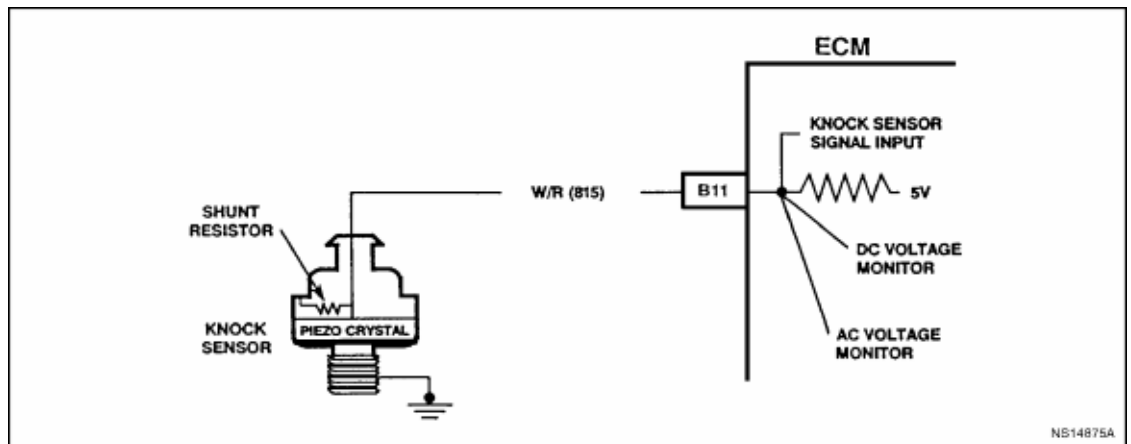 ECM
KNOCK SENSOR
SIGNAL INPUT
W/R (815)
B11
5V
SHUNT
RESISTOR
DC VOLTAGE
MONITOR
KNOCK
SENSOR
PIEZO CRYSTAL
AC VOLTAGE
MONITOR
NS14875A